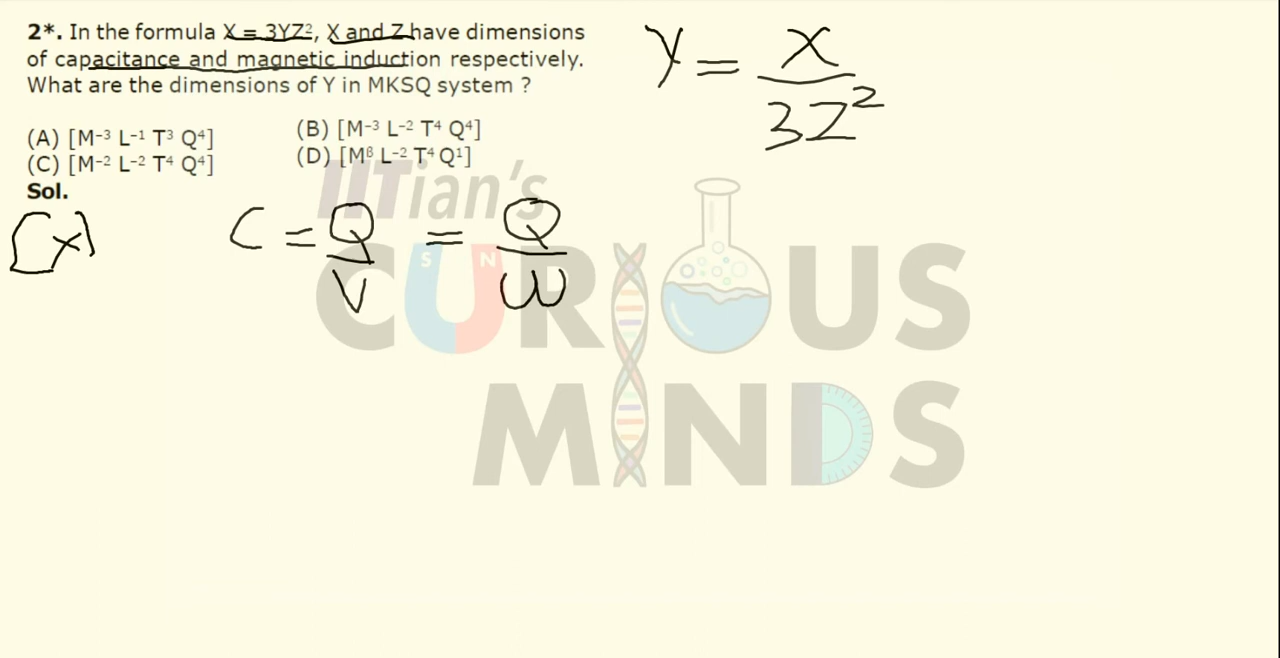 2*. In the formula X = 3YZ², X and Z have dimensions
of capacitance and magnetic induction respectively.
What are the dimensions of Y in MKSQ system ?
(A) [M⁻³ L⁻¹ T³ Q⁴]
(B) [M⁻³ L⁻² T⁴ Q⁴]
(C) [M⁻² L⁻² T⁴ Q⁴]
(D) [M⁸ L⁻² T⁴ Q¹]
Sol.
Y = X / 3Z²
[X]
C = Q / V = Q / W
IITian's
CURIOUS
S N
MINDS